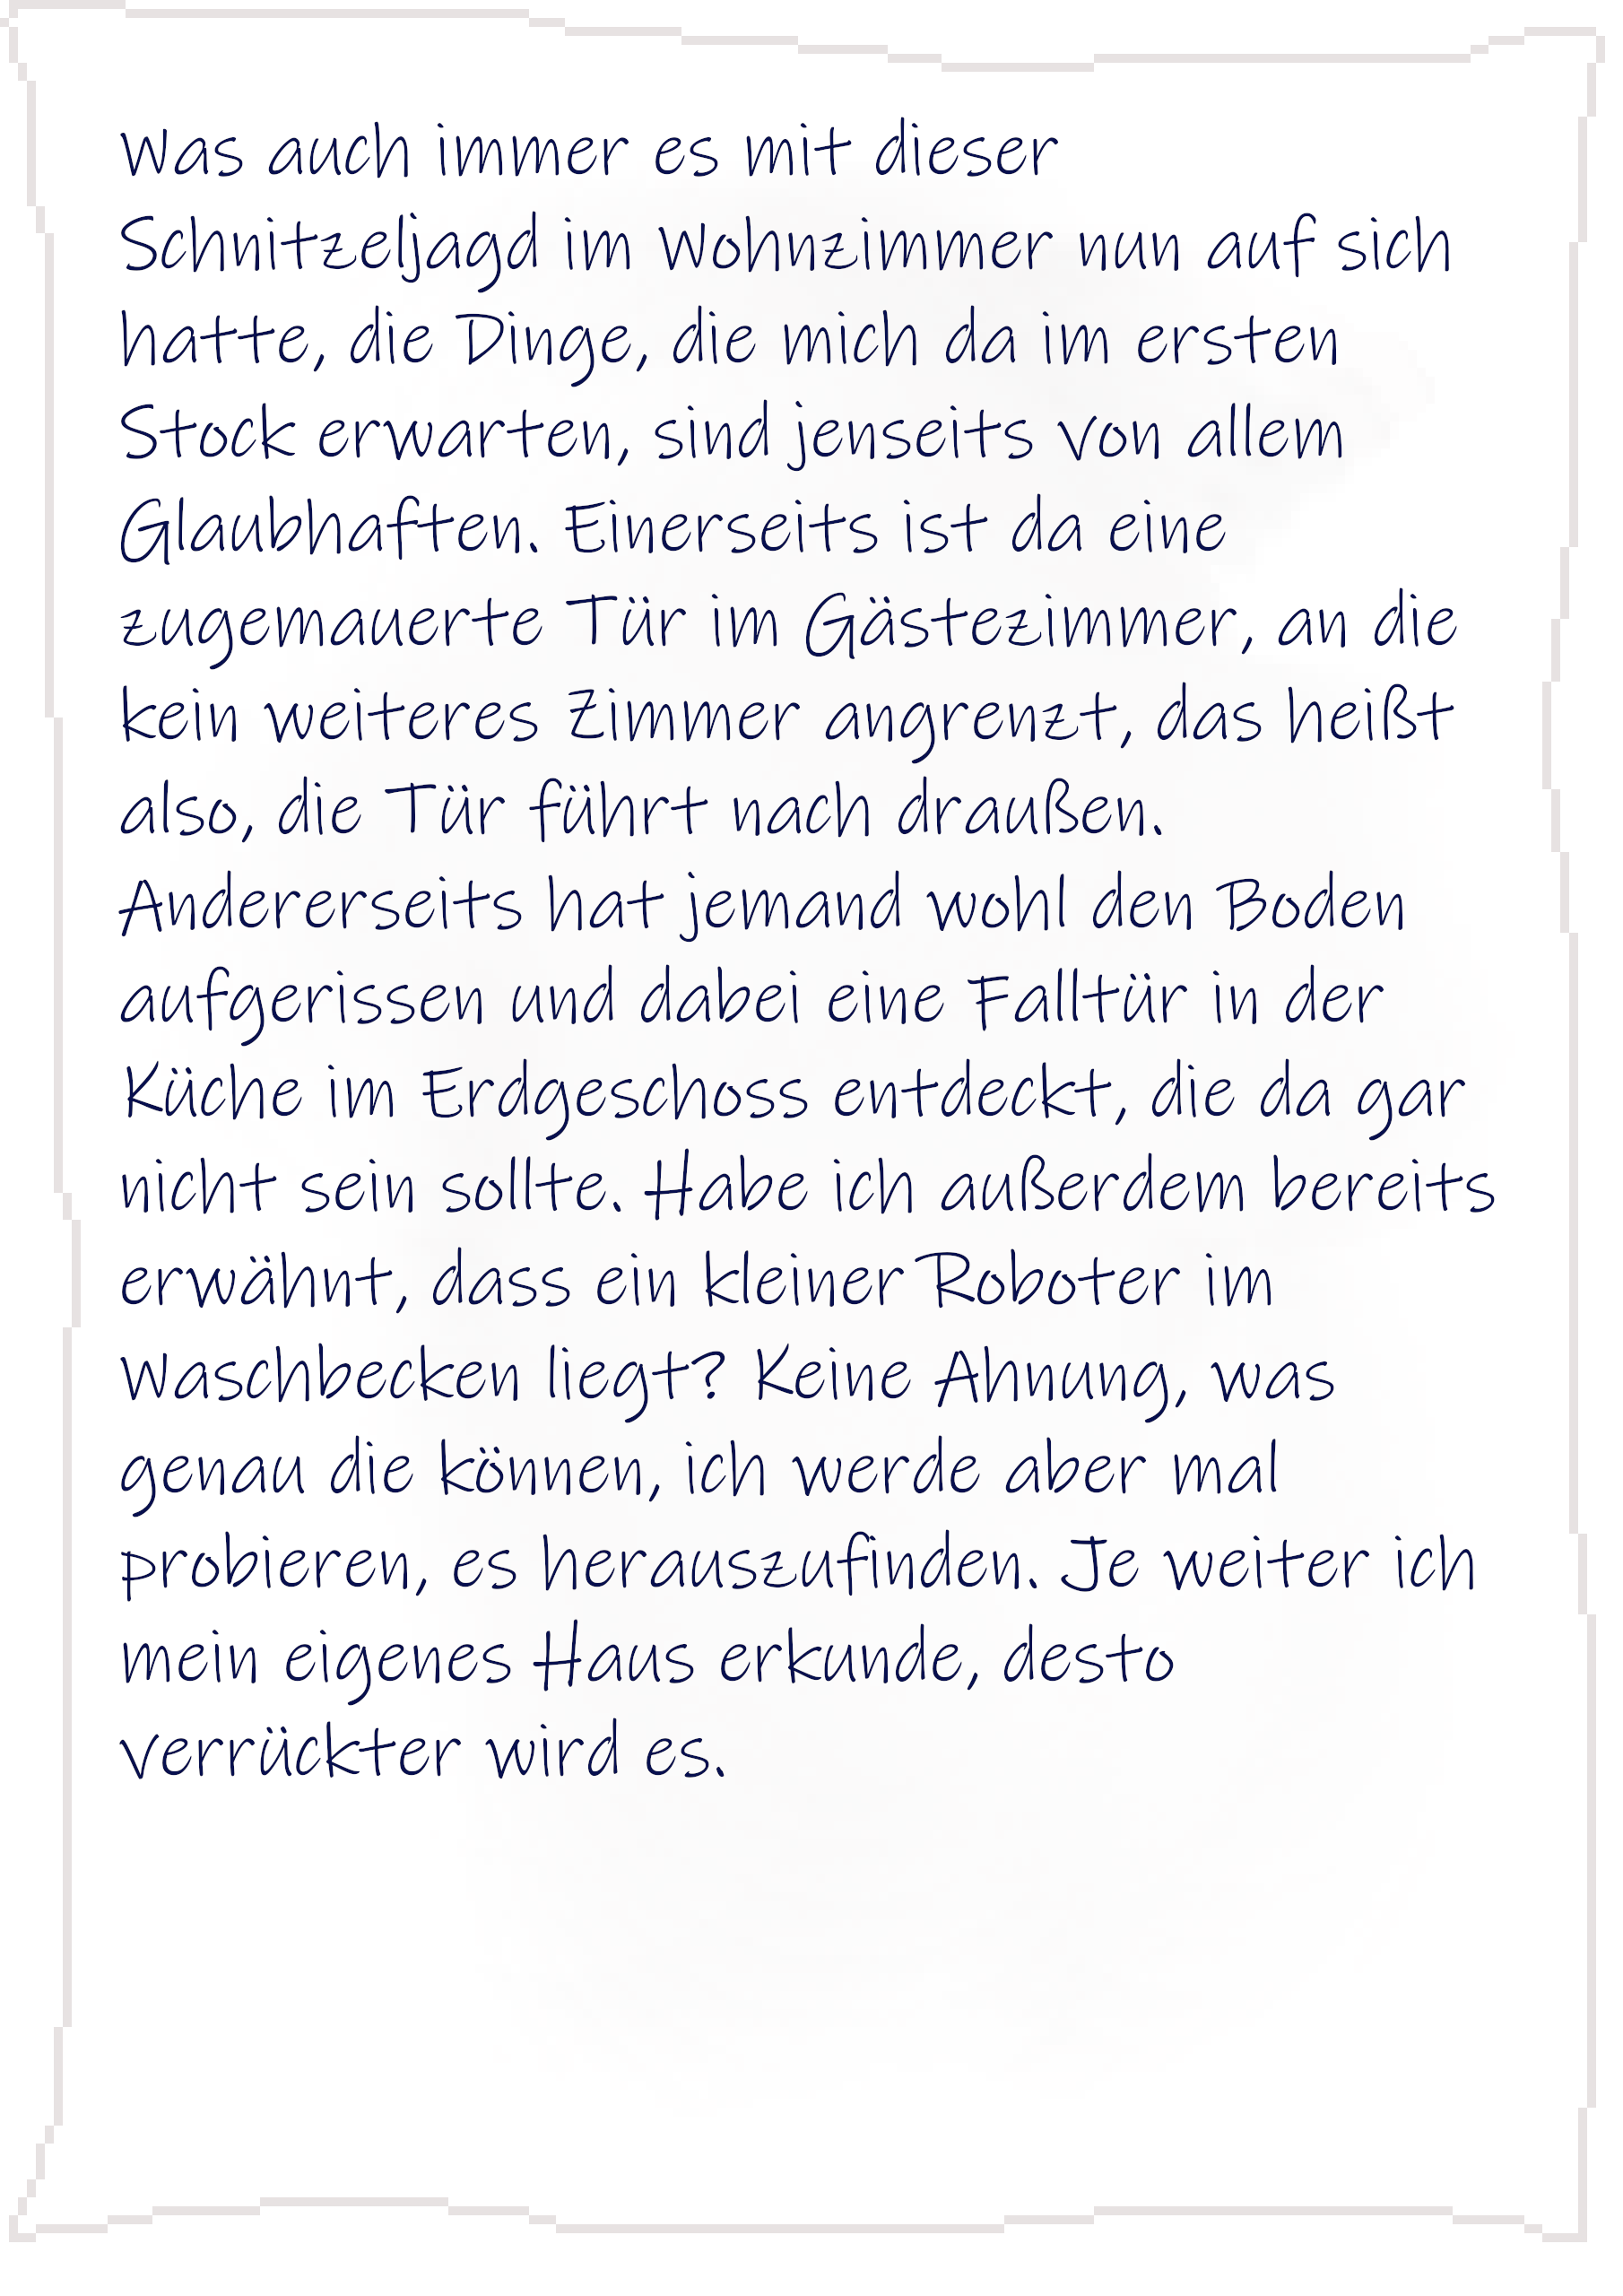 Was auch immer es mit dieser
Schnitzeljagd im Wohnzimmer nun auf sich
hatte, die Dinge, die mich da im ersten
Stock erwarten, sind jenseits von allem
Glaubhaften. Einerseits ist da eine
zugemauerte Tür im Gästezimmer, an die
kein weiteres Zimmer angrenzt, das heißt
also, die Tür führt nach draußen.
Andererseits hat jemand wohl den Boden
aufgerissen und dabei eine Falltür in der
Küche im Erdgeschoss entdeckt, die da gar
nicht sein sollte. Habe ich außerdem bereits
erwähnt, dass ein kleiner Roboter im
Waschbecken liegt? Keine Ahnung, was
genau die können, ich werde aber mal
probieren, es herauszufinden. Je weiter ich
mein eigenes Haus erkunde, desto
verrückter wird es.